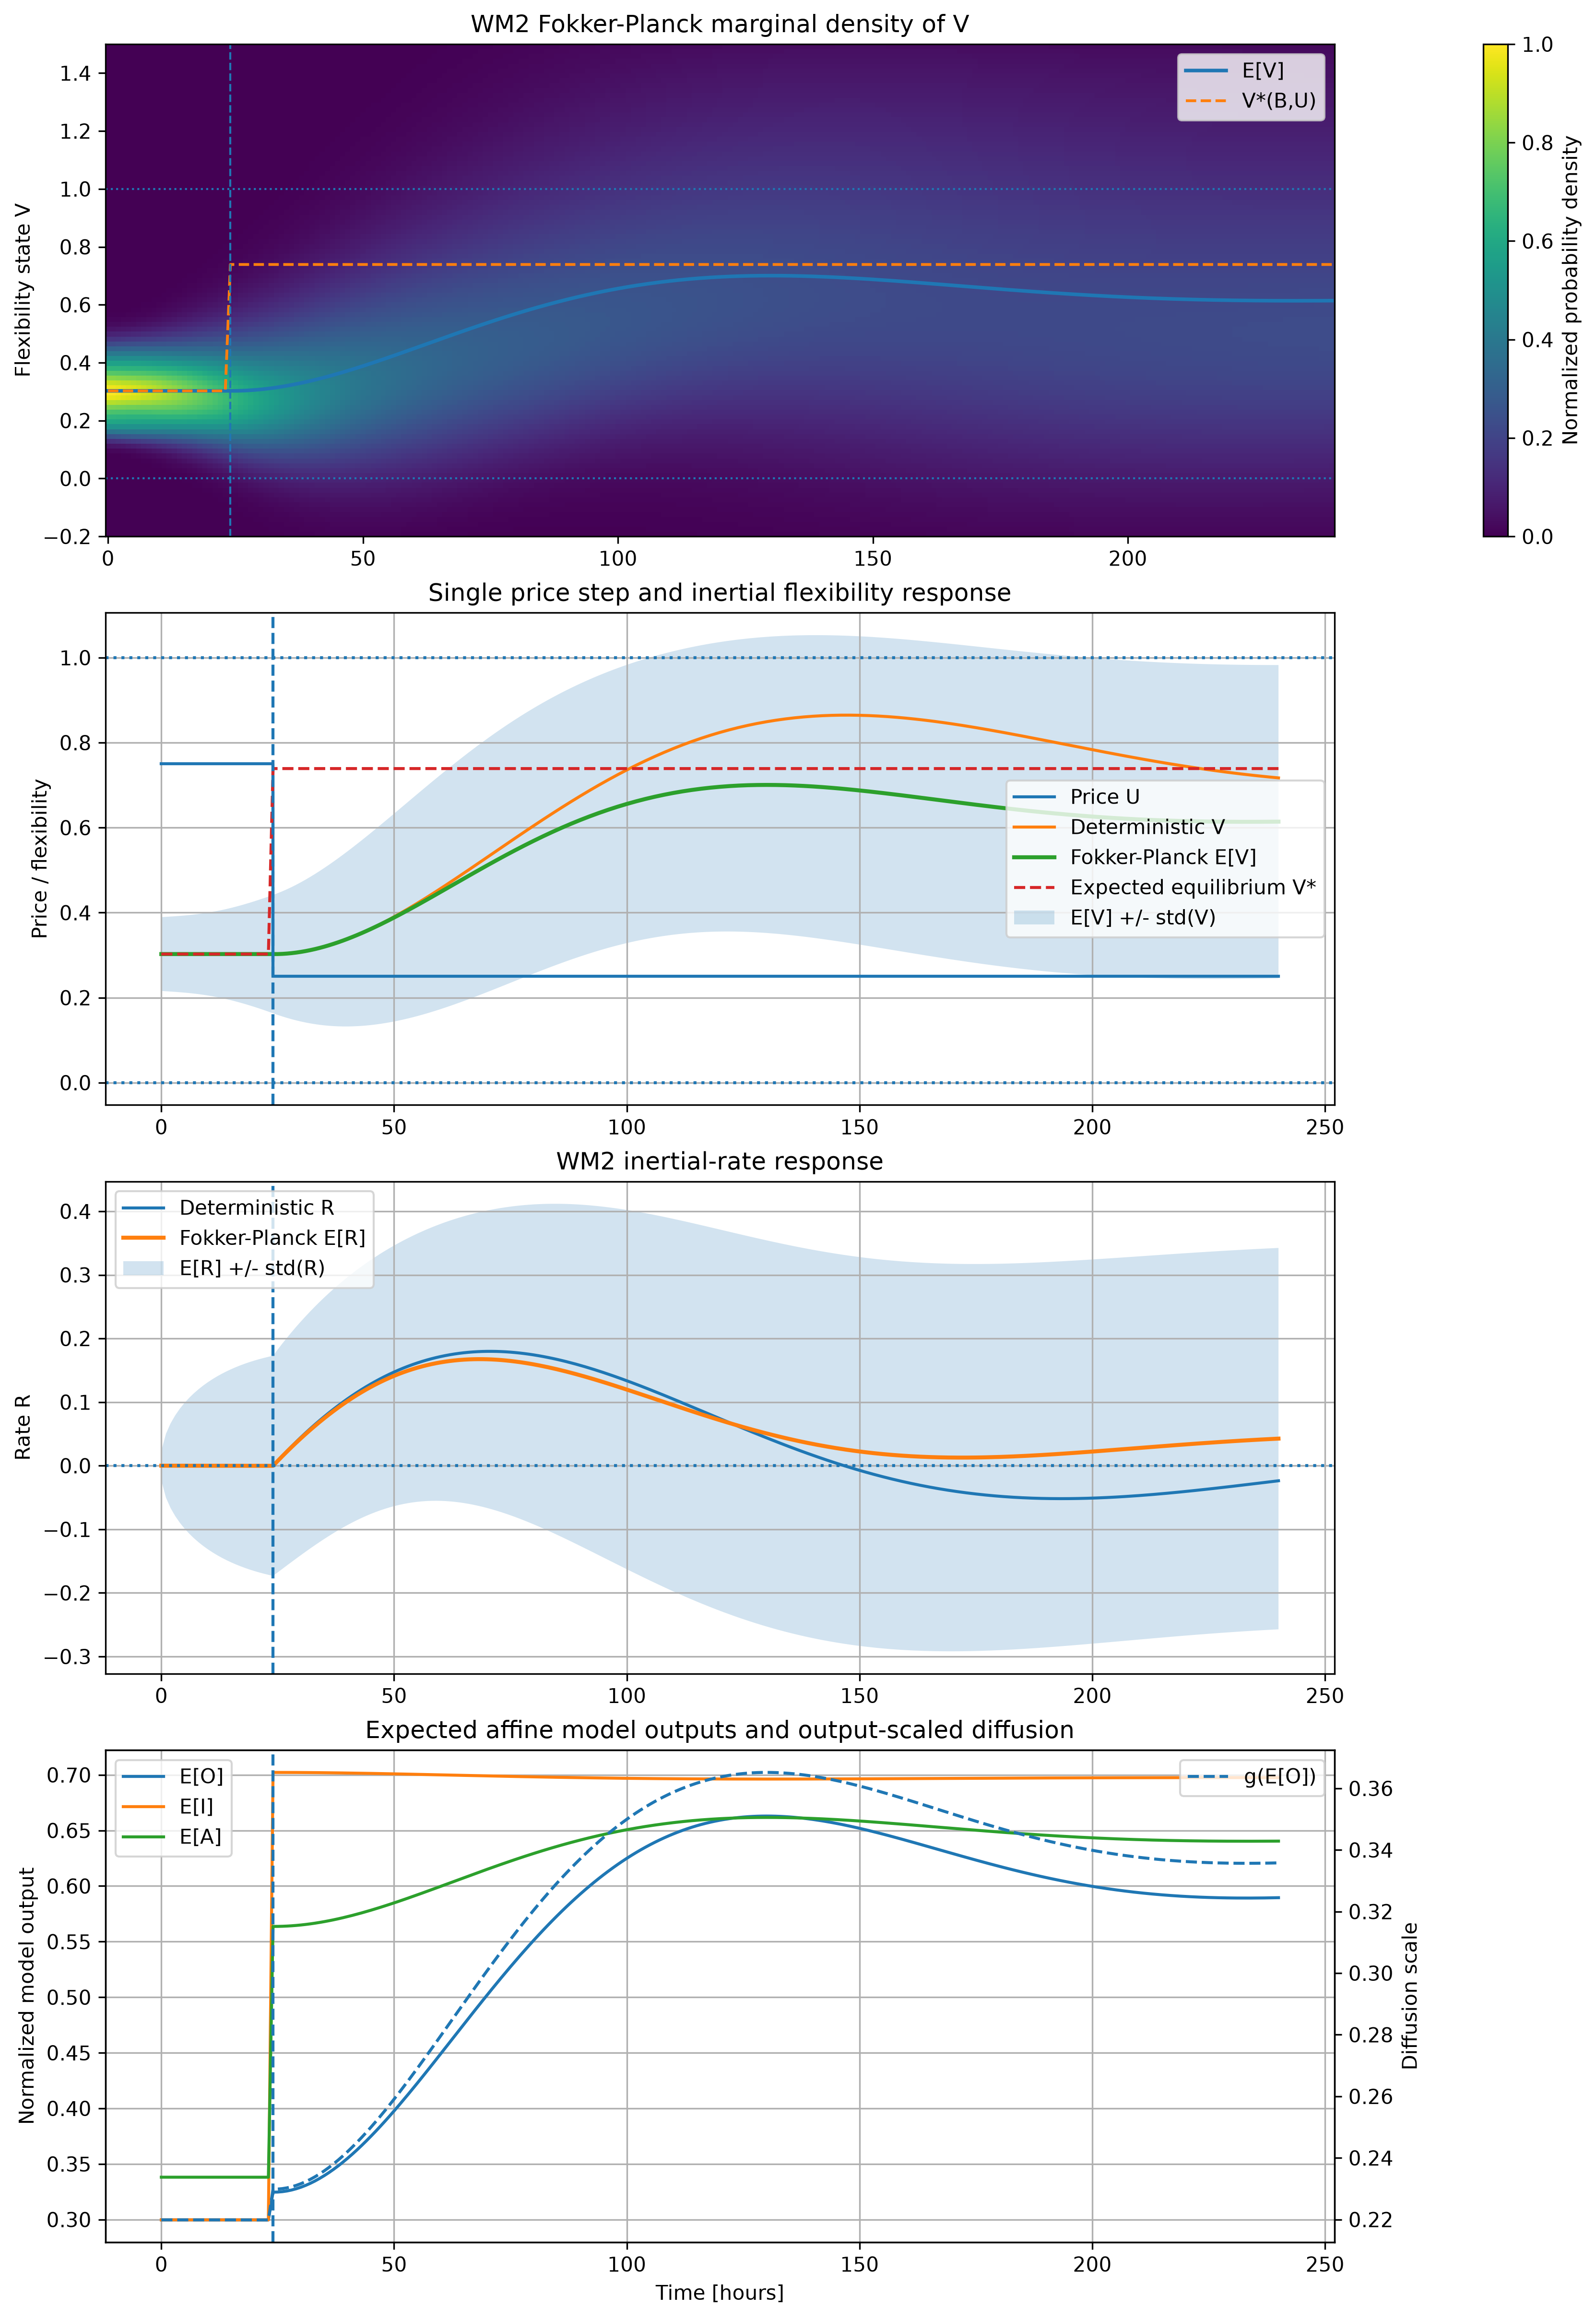 WM2 Fokker-Planck marginal density of V
Flexibility state V
1.4
1.2
1.0
0.8
0.6
0.4
0.2
0.0
−0.2
0
50
100
150
200
E[V]
V*(B,U)
1.0
0.8
0.6
0.4
0.2
0.0
Normalized probability density
Single price step and inertial flexibility response
Price / flexibility
1.0
0.8
0.6
0.4
0.2
0.0
0
50
100
150
200
250
Price U
Deterministic V
Fokker-Planck E[V]
Expected equilibrium V*
E[V] +/- std(V)
WM2 inertial-rate response
Rate R
0.4
0.3
0.2
0.1
0.0
−0.1
−0.2
−0.3
0
50
100
150
200
250
Deterministic R
Fokker-Planck E[R]
E[R] +/- std(R)
Expected affine model outputs and output-scaled diffusion
Normalized model output
0.70
0.65
0.60
0.55
0.50
0.45
0.40
0.35
0.30
E[O]
E[I]
E[A]
g(E[O])
0.36
0.34
0.32
0.30
0.28
0.26
0.24
0.22
Diffusion scale
0
50
100
150
200
250
Time [hours]